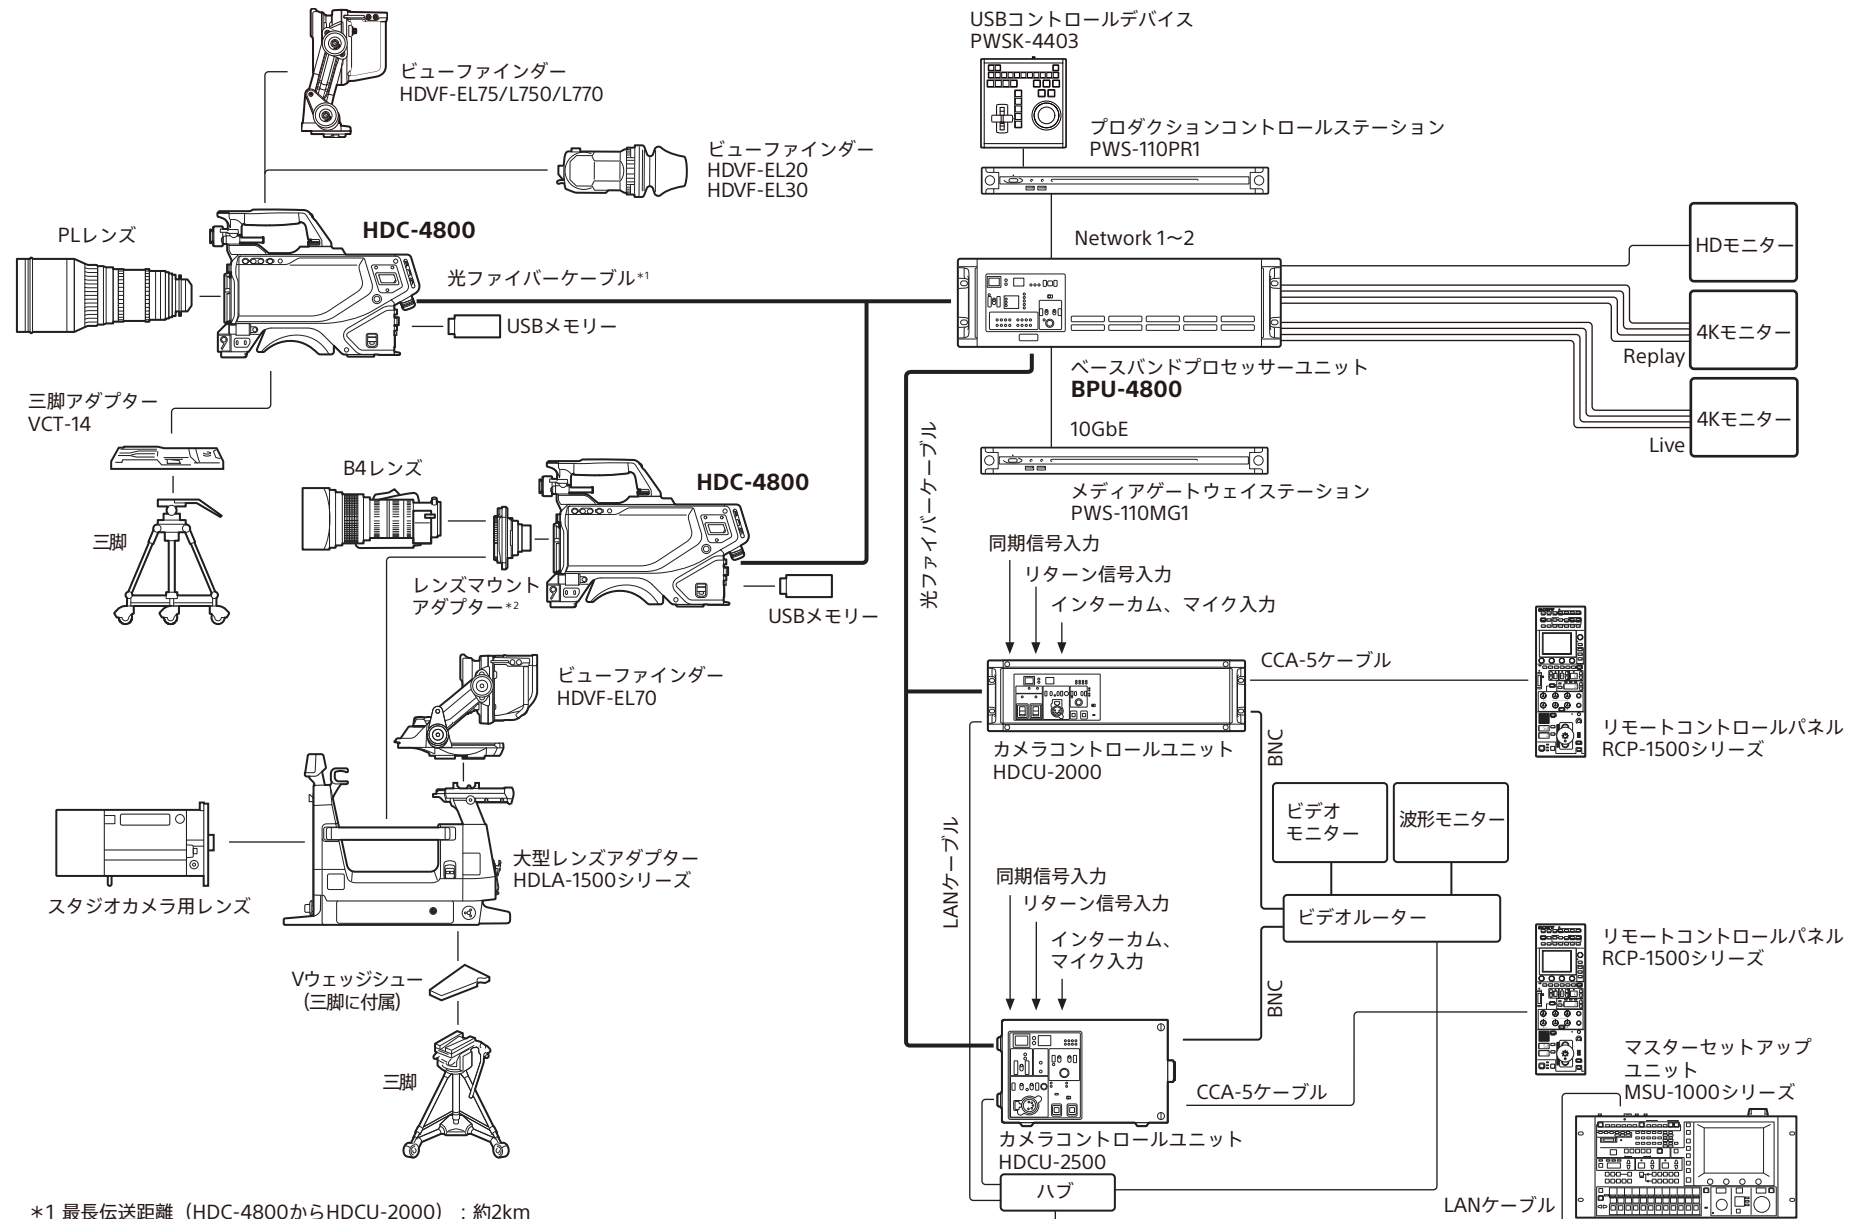 USBコントロールデバイス
PWSK-4403
ビューファインダー
HDVF-EL75/L750/L770
プロダクションコントロールステーション
PWS-110PR1
ビューファインダー
HDVF-EL20
HDVF-EL30
PLレンズ
HDC-4800
Network 1〜2
HDモニター
光ファイバーケーブル*1
USBメモリー
4Kモニター
Replay
ベースバンドプロセッサーユニット
BPU-4800
三脚アダプター
VCT-14
4Kモニター
Live
10GbE
光ファイバーケーブル
B4レンズ
HDC-4800
メディアゲートウェイステーション
PWS-110MG1
三脚
同期信号入力
リターン信号入力
インターカム、マイク入力
レンズマウント
アダプター*2
USBメモリー
CCA-5ケーブル
ビューファインダー
HDVF-EL70
リモートコントロールパネル
RCP-1500シリーズ
カメラコントロールユニット
HDCU-2000
BNC
ビデオ
モニター
波形モニター
LANケーブル
大型レンズアダプター
HDLA-1500シリーズ
スタジオカメラ用レンズ
同期信号入力
リターン信号入力
インターカム、
マイク入力
ビデオルーター
リモートコントロールパネル
RCP-1500シリーズ
Vウェッジシュー
(三脚に付属)
BNC
三脚
マスターセットアップ
ユニット
MSU-1000シリーズ
CCA-5ケーブル
カメラコントロールユニット
HDCU-2500
ハブ
LANケーブル
*1 最長伝送距離（HDC-4800からHDCU-2000）：約2km